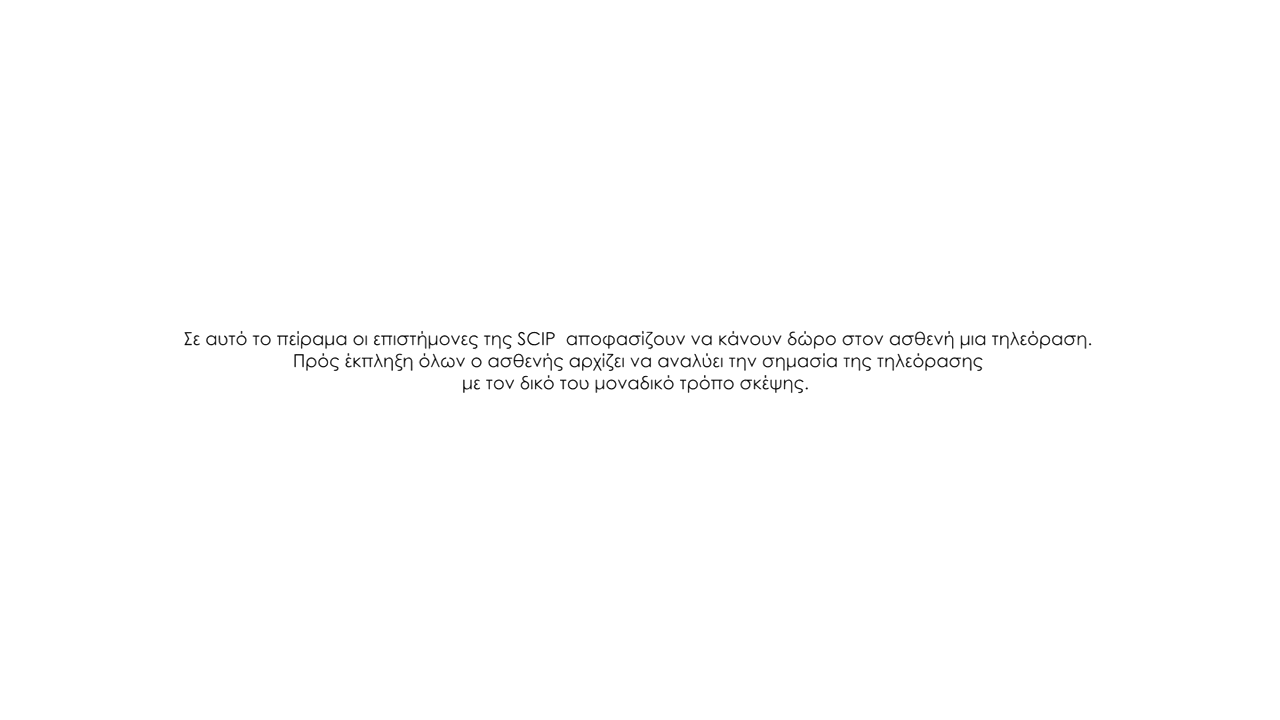 Σε αυτό το πείραμα οι επιστήμονες της SCIP  αποφασίζουν να κάνουν δώρο στον ασθενή μια τηλεόραση.
Πρός έκπληξη όλων ο ασθενής αρχίζει να αναλύει την σημασία της τηλεόρασης
με τον δικό του μοναδικό τρόπο σκέψης.